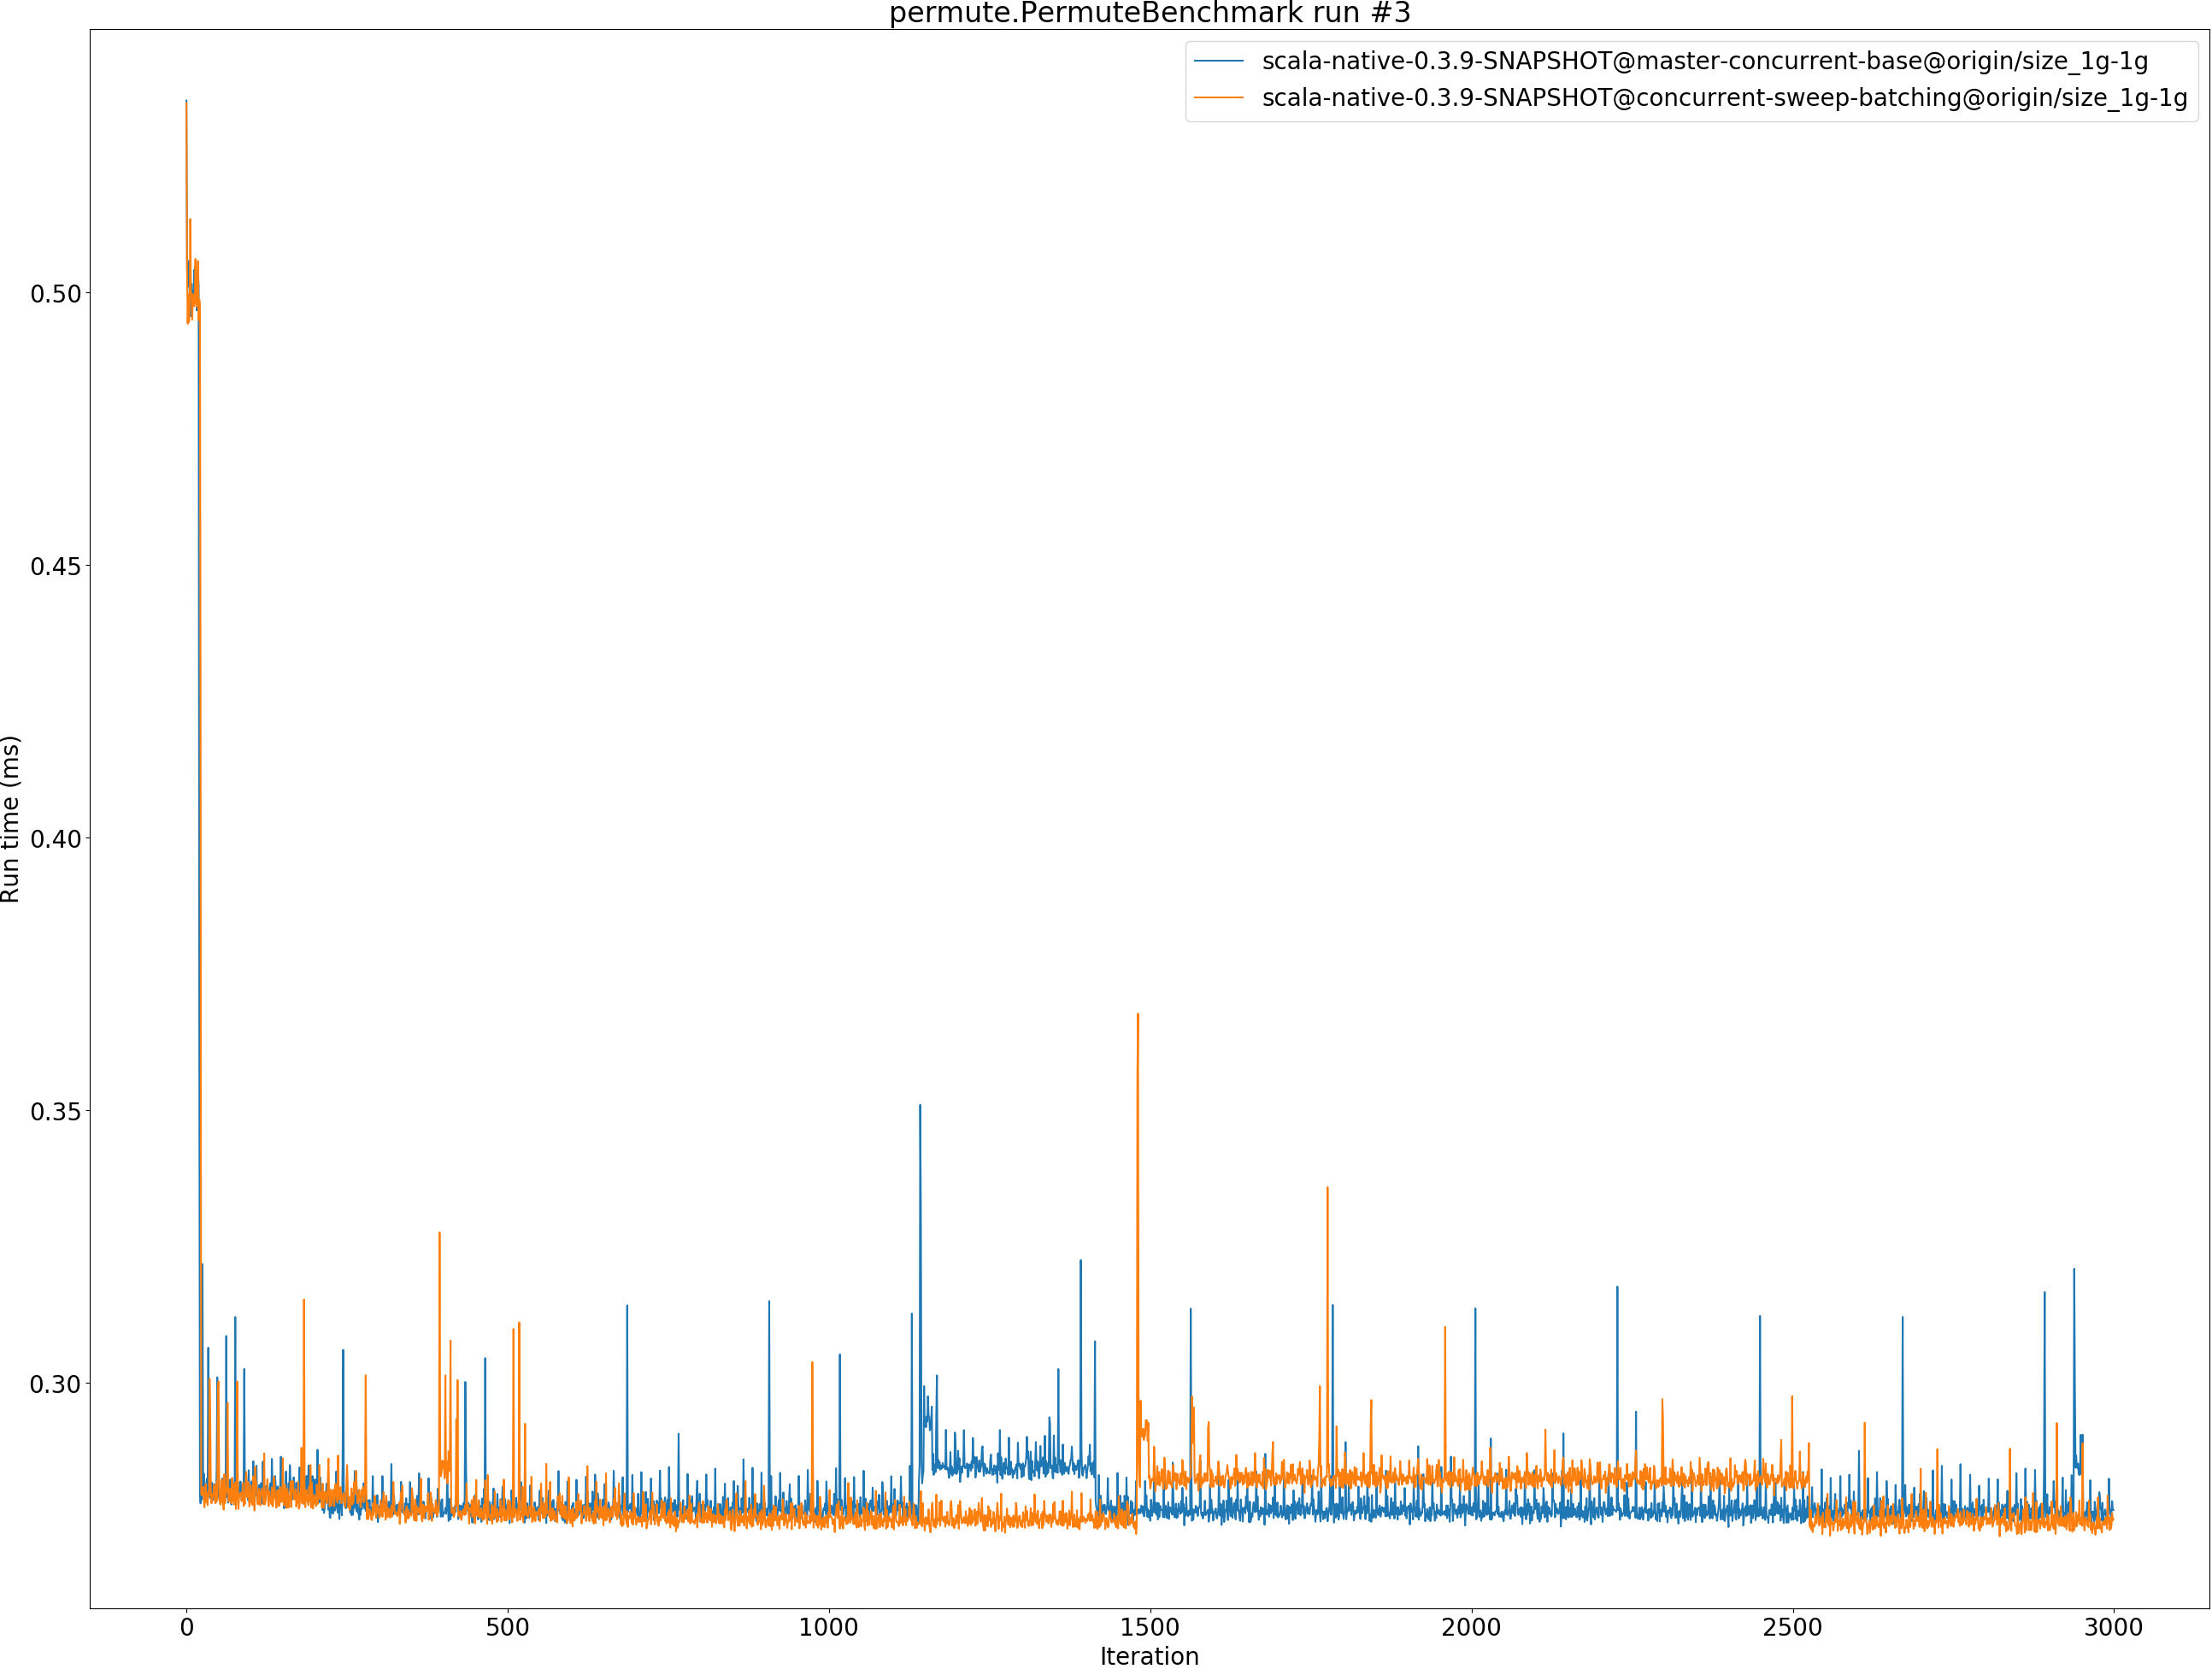 permute.PermuteBenchmark run #3
scala-native-0.3.9-SNAPSHOT@master-concurrent-base@origin/size_1g-1g
scala-native-0.3.9-SNAPSHOT@concurrent-sweep-batching@origin/size_1g-1g
Run time (ms)
0.50
0.45
0.40
0.35
0.30
0 500 1000 1500 2000 2500 3000
Iteration